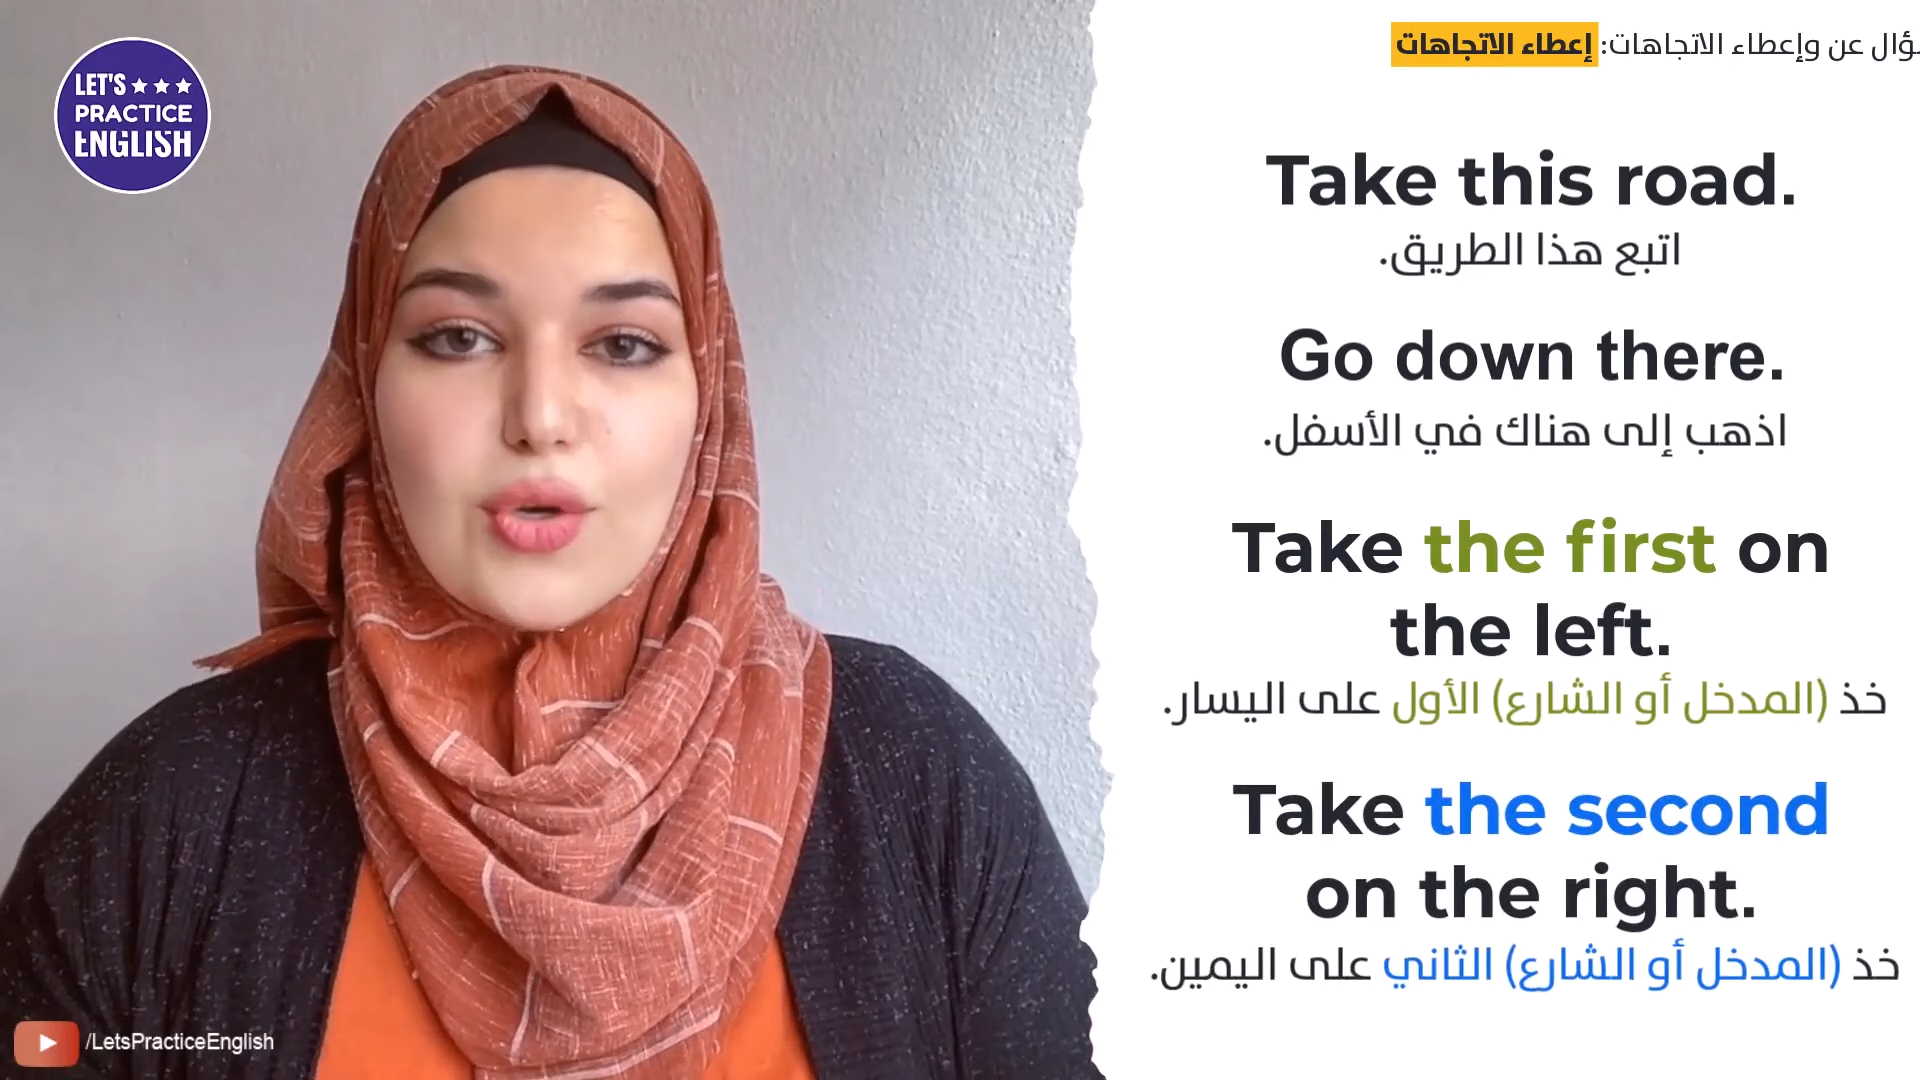 LET'S
PRACTICE
ENGLISH
عن وإعطاء الاتجاهات: إعطاء الاتجاهات
Take this road.
اتبع هذا الطريق.
Go down there.
اذهب إلى هناك في الأسفل.
Take the first on
the left.
خذ (المدخل أو الشارع) الأول على اليسار.
Take the second
on the right.
خذ (المدخل أو الشارع) الثاني على اليمين.
/LetsPracticeEnglish